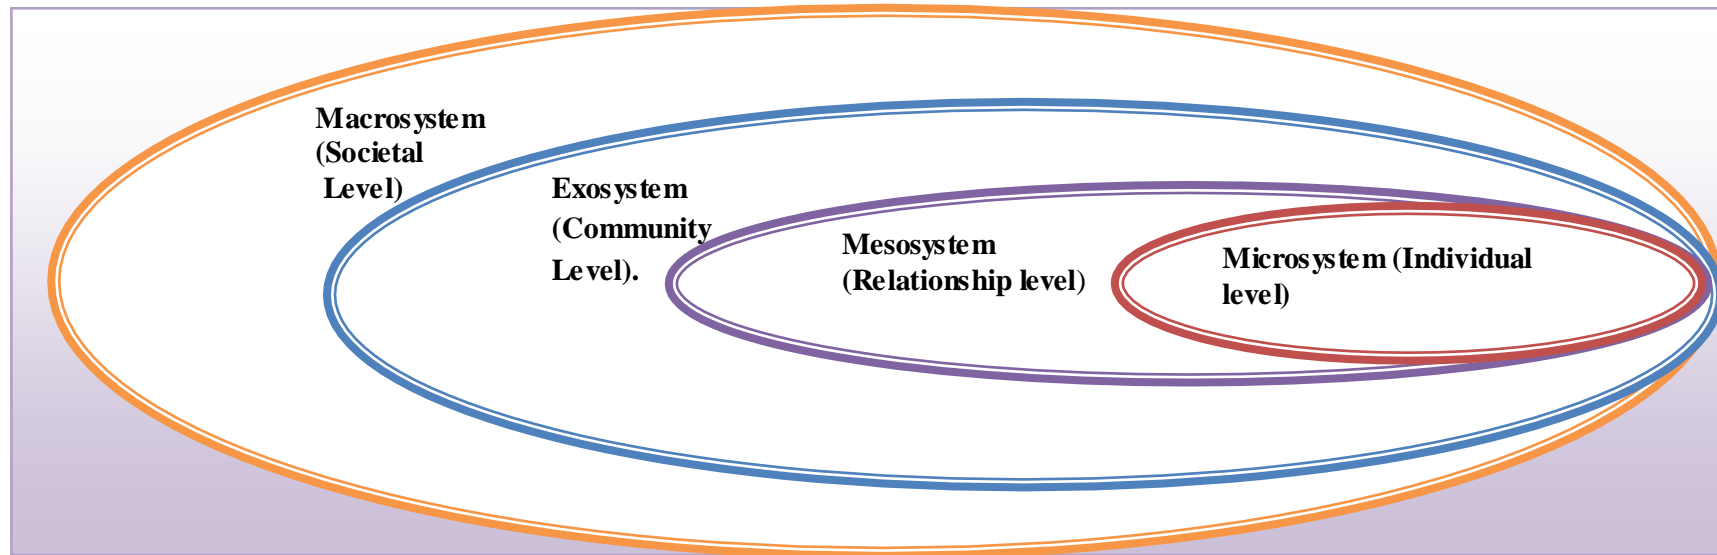 Macrosystem
(Societal
Level)
Exosystem
(Community
Level).
Mesosystem
(Relationship level)
Microsystem (Individual
level)